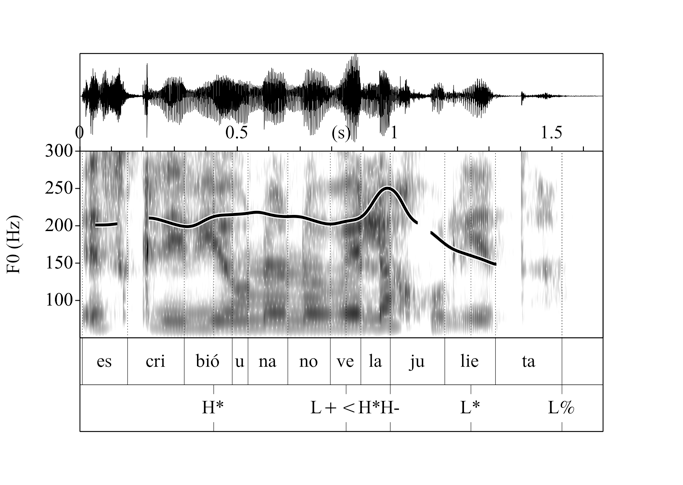 0 0.5 (s) 1 1.5
300
250
200
150
100
F0 (Hz)
es cri bió u na no ve la ju lie ta
H* L + < H* H- L* L%